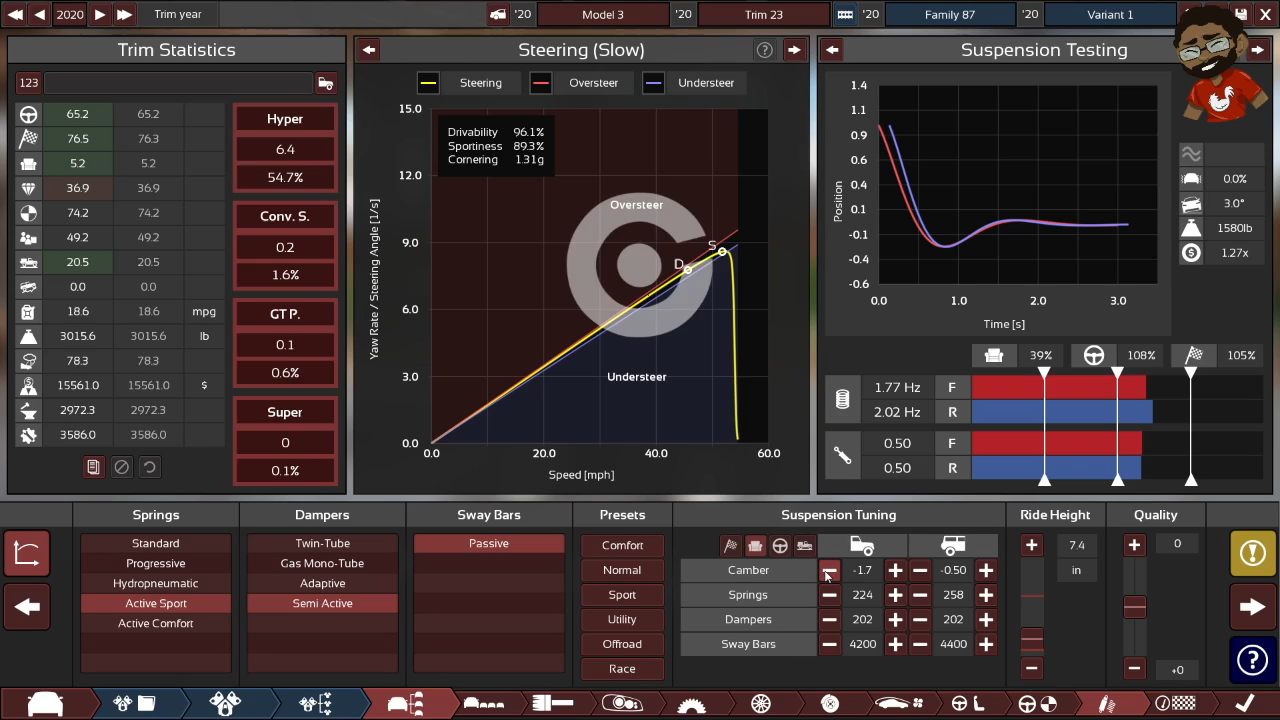 2020
Trim year
'20
Model 3
'20
Trim 23
'20
Family 87
'20
Variant 1
Trim Statistics
123
65.2 65.2
76.5 76.3
5.2 5.2
36.9 36.9
74.2 74.2
49.2 49.2
20.5 20.5
0.0 0.0
18.6 18.6 mpg
3015.6 3015.6 lb
78.3 78.3
15561.0 15561.0 $
2972.3 2972.3
3586.0 3586.0
Hyper
6.4
54.7%
Conv. S.
0.2
1.6%
GT P.
0.1
0.6%
Super
0
0.1%
Steering (Slow)
?
Steering Oversteer Understeer
Yaw Rate / Steering Angle [1/s]
15.0
12.0
9.0
6.0
3.0
0.0
Drivability 96.1%
Sportiness 89.3%
Cornering 1.31g
Oversteer
S
D
Understeer
0.0 20.0 40.0 60.0
Speed [mph]
Suspension Testing
Position
1.4
1.1
0.9
0.6
0.4
0.1
-0.1
-0.4
-0.6
0.0 1.0 2.0 3.0
Time [s]
0.0%
3.0°
1580lb
1.27x
39% 108% 105%
1.77 Hz F
2.02 Hz R
0.50 F
0.50 R
Springs
Standard
Progressive
Hydropneumatic
Active Sport
Active Comfort
Dampers
Twin-Tube
Gas Mono-Tube
Adaptive
Semi Active
Sway Bars
Passive
Presets
Comfort
Normal
Sport
Utility
Offroad
Race
Suspension Tuning
Camber -1.7 -0.50
Springs 224 258
Dampers 202 202
Sway Bars 4200 4400
Ride Height
7.4
in
Quality
0
+0
?